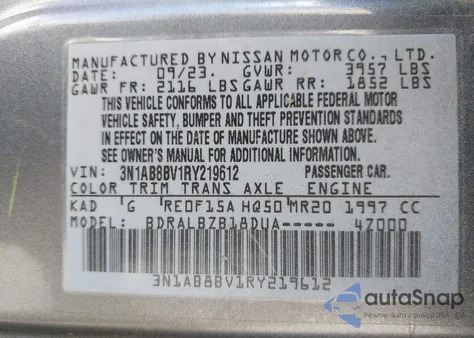 MANUFACTURED BY NISSAN MOTOR CO., LTD.
DATE: 09/23. GVWR: 3957 LBS
GAWR FR: 2116 LBS GAWR RR: 1852 LBS
THIS VEHICLE CONFORMS TO ALL APPLICABLE FEDERAL MOTOR
VEHICLE SAFETY, BUMPER AND THEFT PREVENTION STANDARDS
IN EFFECT ON THE DATE OF MANUFACTURE SHOWN ABOVE.
SEE OWNER'S MANUAL FOR ADDITIONAL INFORMATION.
VIN: 3N1AB8BV1RY219612 PASSENGER CAR.
COLOR TRIM TRANS AXLE ENGINE
KAD G RE0F15A HQ50 MR20 1997 CC
MODEL: BDRALBZB18DUA----- 4Z000
3N1AB8BV1RY219612
autoSnap